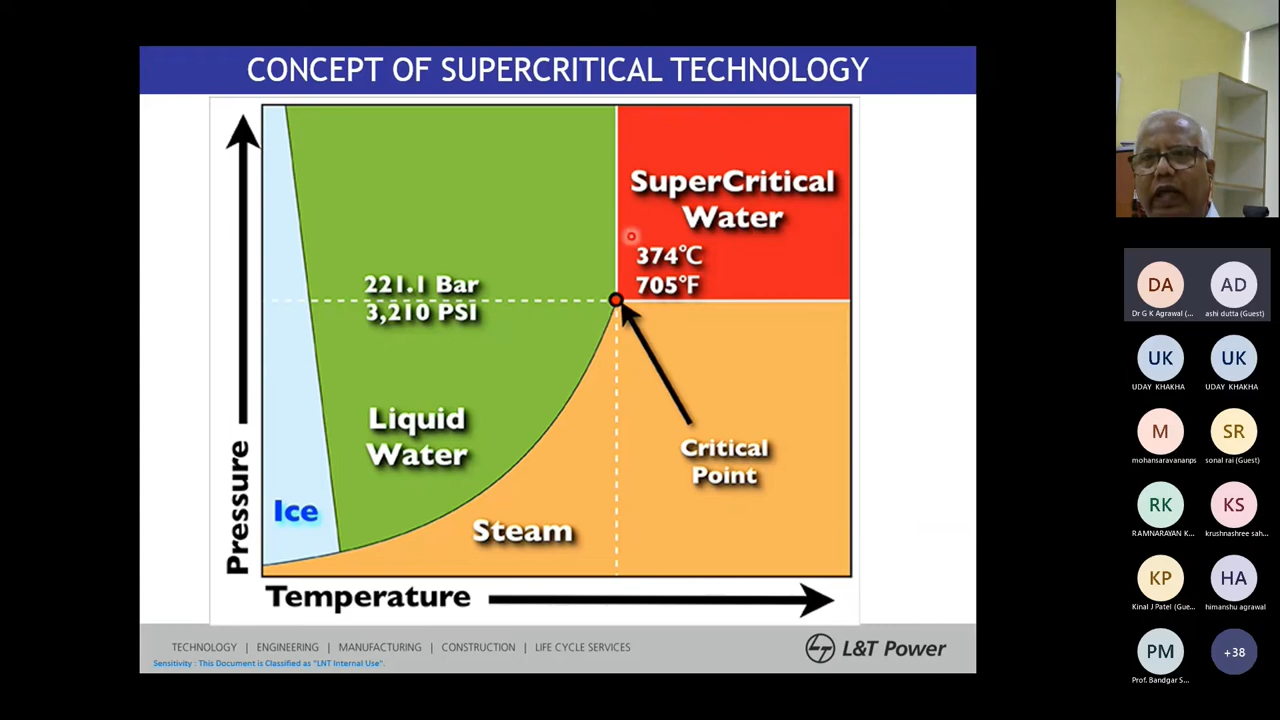 CONCEPT OF SUPERCRITICAL TECHNOLOGY
SuperCritical
Water
374°C
705°F
221.1 Bar
3,210 PSI
Liquid
Water
Critical
Point
Ice
Steam
Pressure
Temperature
TECHNOLOGY | ENGINEERING | MANUFACTURING | CONSTRUCTION | LIFE CYCLE SERVICES
Sensitivity : This Document is Classified as "LNT Internal Use".
L&T Power
DA
AD
Dr G K Agrawal (...
ashi dutta (Guest)
UK
UK
UDAY KHAKHA
UDAY KHAKHA
M
SR
mohansaravananps
sonal rai (Guest)
RK
KS
RAMNARAYAN K...
krushnashree sah...
KP
HA
Kinal J Patel (Gue...
himanshu agrawal
PM
+38
Prof. Bandgar S...